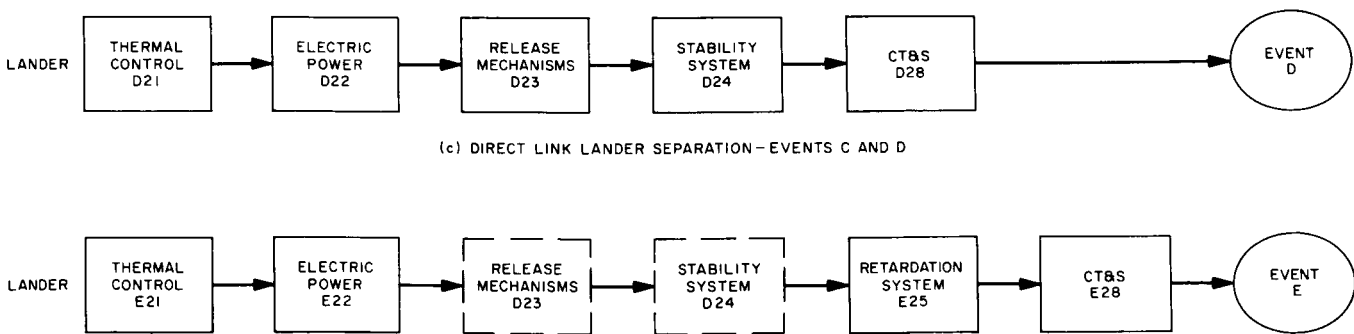 LANDER
THERMAL
CONTROL
D21
ELECTRIC
POWER
D22
RELEASE
MECHANISMS
D23
STABILITY
SYSTEM
D24
CT&S
D28
EVENT
D
(c) DIRECT LINK LANDER SEPARATION—EVENTS C AND D
LANDER
THERMAL
CONTROL
E21
ELECTRIC
POWER
E22
RELEASE
MECHANISMS
D23
STABILITY
SYSTEM
D24
RETARDATION
SYSTEM
E25
CT&S
E28
EVENT
E